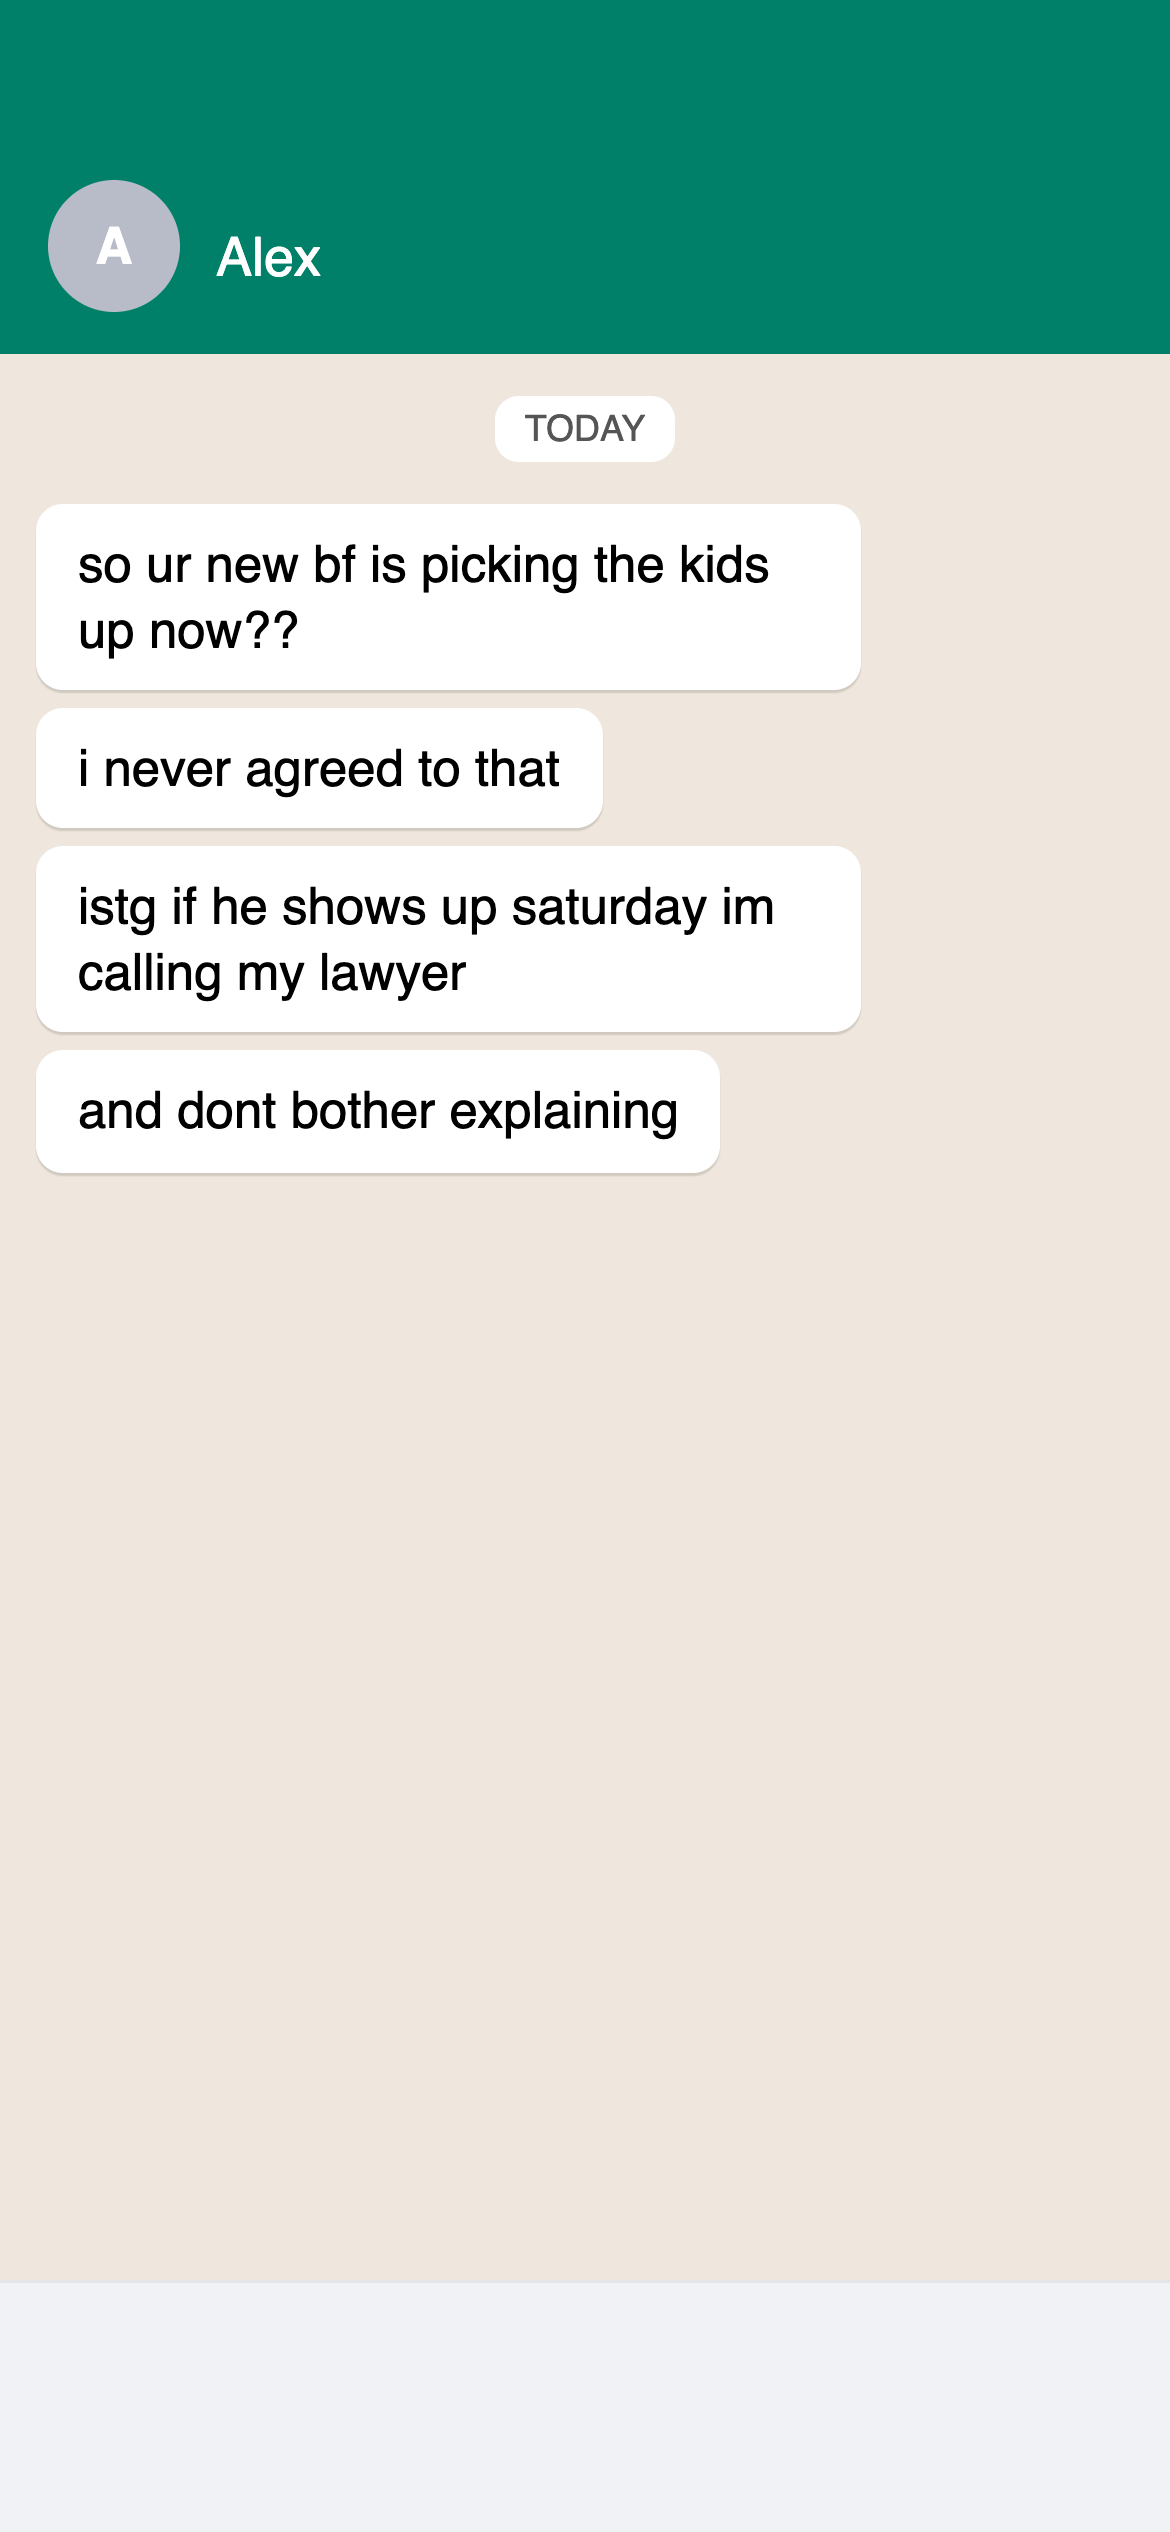 A
Alex
TODAY
so ur new bf is picking the kids
up now??
i never agreed to that
istg if he shows up saturday im
calling my lawyer
and dont bother explaining